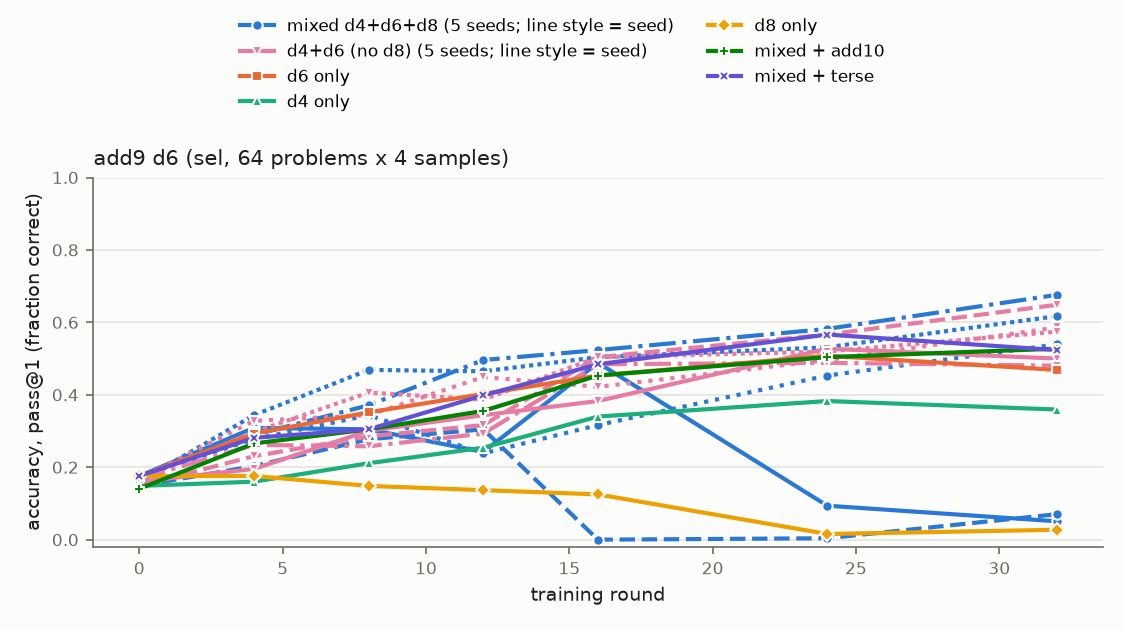 mixed d4+d6+d8 (5 seeds; line style = seed)
d4+d6 (no d8) (5 seeds; line style = seed)
d6 only
d4 only
d8 only
mixed + add10
mixed + terse
add9 d6 (sel, 64 problems x 4 samples)
accuracy, pass@1 (fraction correct)
1.0
0.8
0.6
0.4
0.2
0.0
0 5 10 15 20 25 30
training round